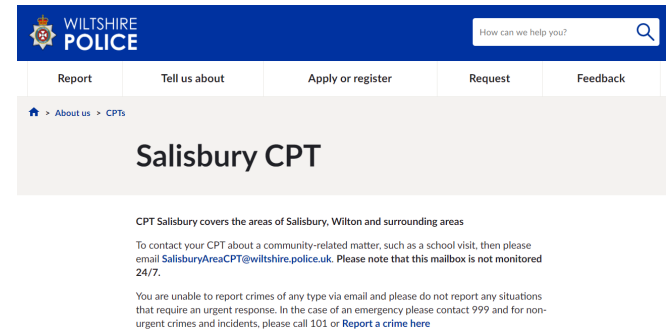 WILTSHIRE
POLICE
How can we help you?
Report
Tell us about
Apply or register
Request
Feedback
> About us > CPTs
Salisbury CPT
CPT Salisbury covers the areas of Salisbury, Wilton and surrounding areas
To contact your CPT about a community-related matter, such as a school visit, then please
email SalisburyAreaCPT@wiltshire.police.uk. Please note that this mailbox is not monitored
24/7.
You are unable to report crimes of any type via email and please do not report any situations
that require an urgent response. In the case of an emergency please contact 999 and for non-
urgent crimes and incidents, please call 101 or Report a crime here